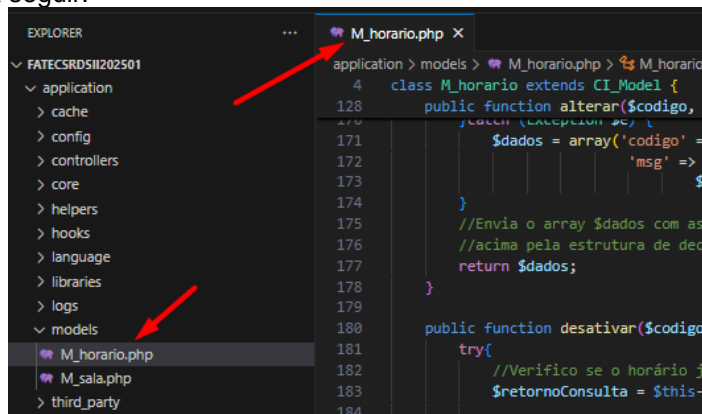 EXPLORER ...
FATECSRDSII202501
application
cache
config
controllers
core
helpers
hooks
language
libraries
logs
models
M_horario.php
M_sala.php
third_party
M_horario.php X
application > models > M_horario.php > M_horario
4 class M_horario extends CI_Model {
128 public function alterar($codigo,
171 $dados = array('codigo' =
172 'msg' =>
173 $
174 }
175 //Envia o array $dados com as
176 //acima pela estrutura de dec
177 return $dados;
178 }
179
180 public function desativar($codigo
181 try{
182 //Verifico se o horário j
183 $retornoConsulta = $this-
184